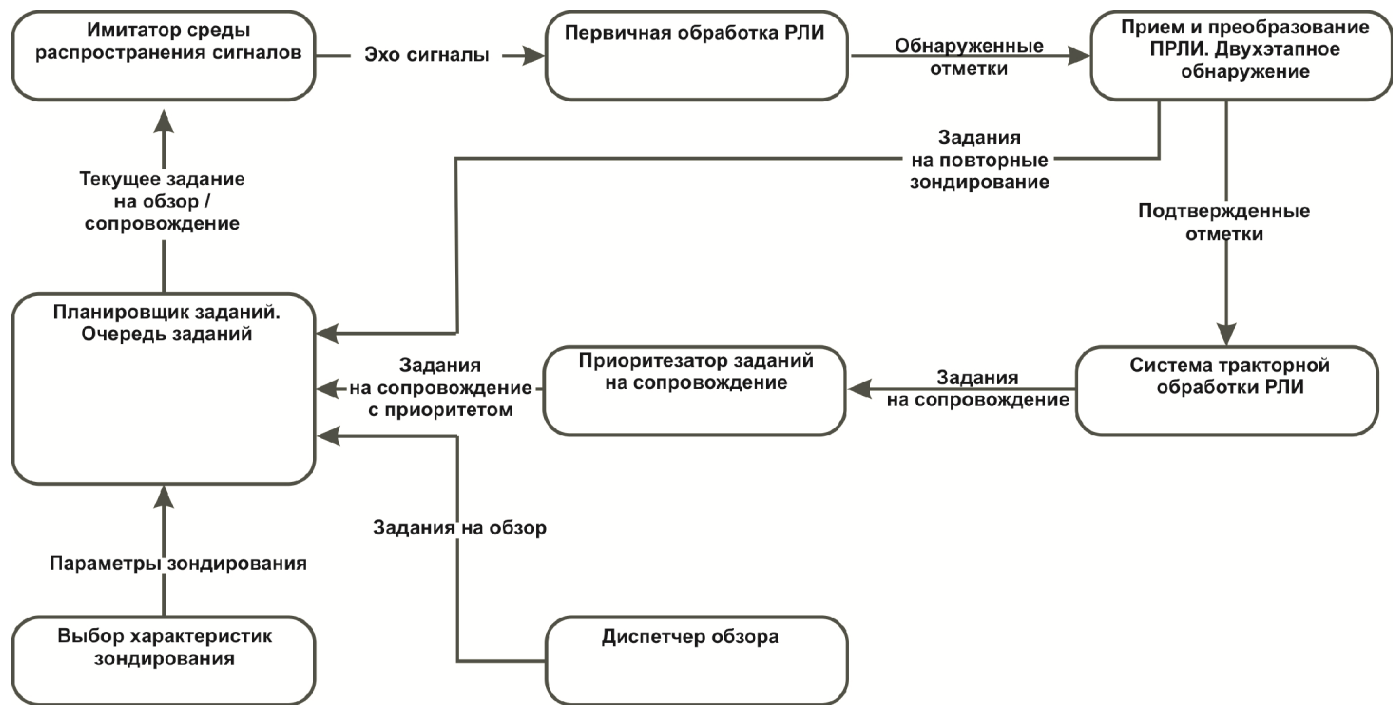 Имитатор среды
распространения сигналов
Эхо сигналы
Первичная обработка РЛИ
Обнаруженные
отметки
Прием и преобразование
ПРЛИ. Двухэтапное
обнаружение
Задания
на повторные
зондирование
Текущее задание
на обзор /
сопровождение
Подтвержденные
отметки
Планировщик заданий.
Очередь заданий
Задания
на сопровождение
с приоритетом
Приоритезатор заданий
на сопровождение
Задания
на сопровождение
Система тракторной
обработки РЛИ
Задания на обзор
Параметры зондирования
Выбор характеристик
зондирования
Диспетчер обзора